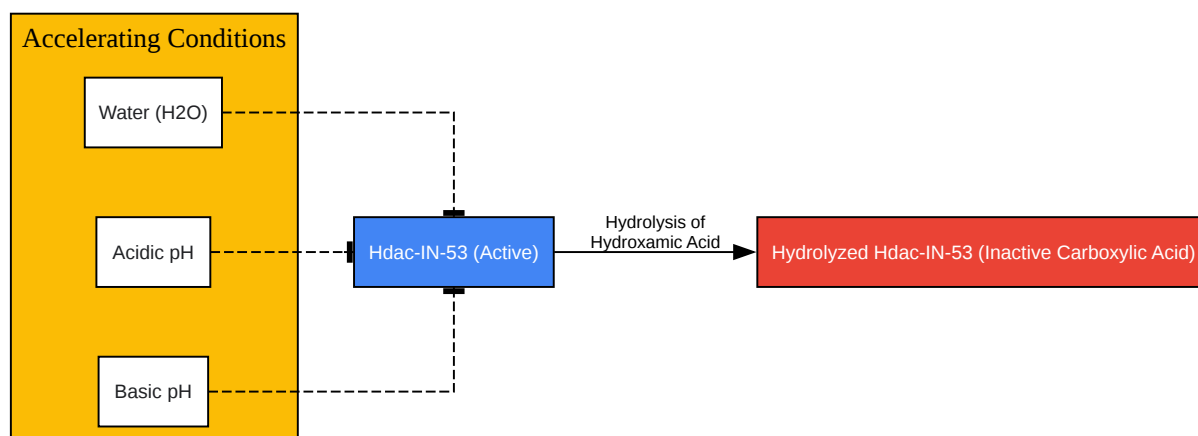 Accelerating Conditions
Water (H2O)
Acidic pH
Basic pH
Hdac-IN-53 (Active)
Hydrolysis of
Hydroxamic Acid
Hydrolyzed Hdac-IN-53 (Inactive Carboxylic Acid)